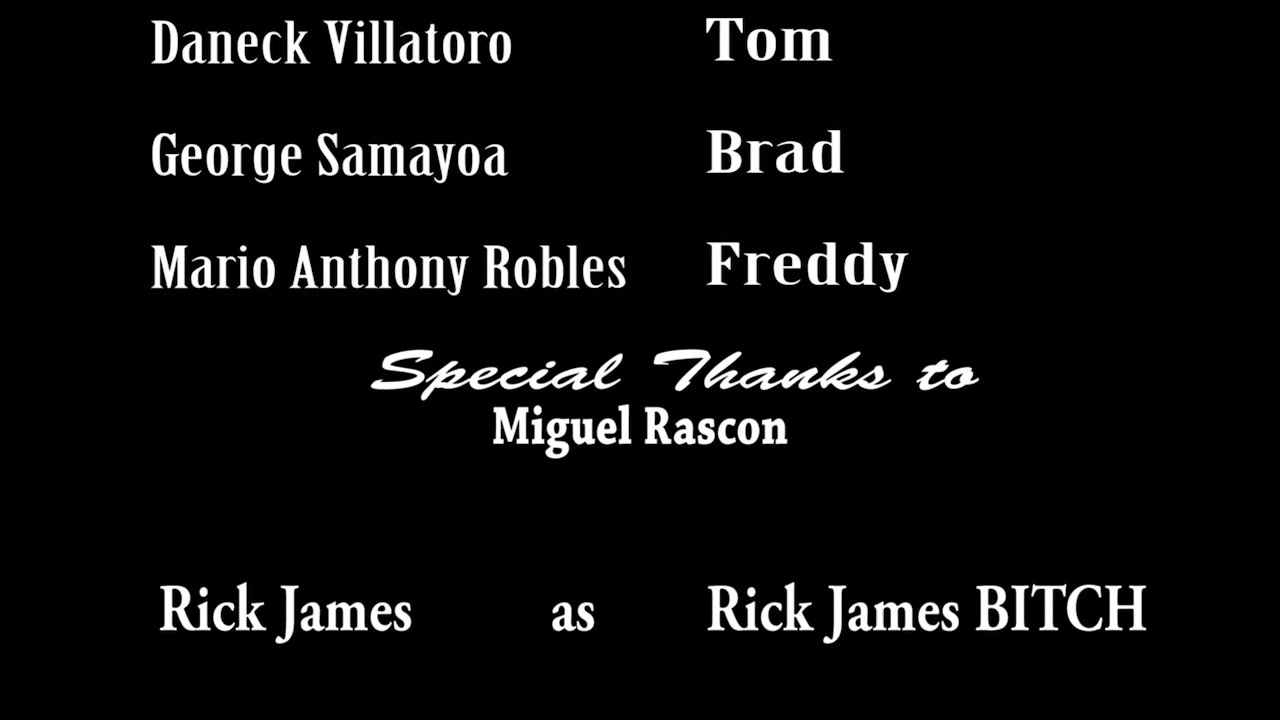 Daneck Villatoro Tom
George Samayoa Brad
Mario Anthony Robles Freddy
Special Thanks to
Miguel Rascon
Rick James as Rick James BITCH